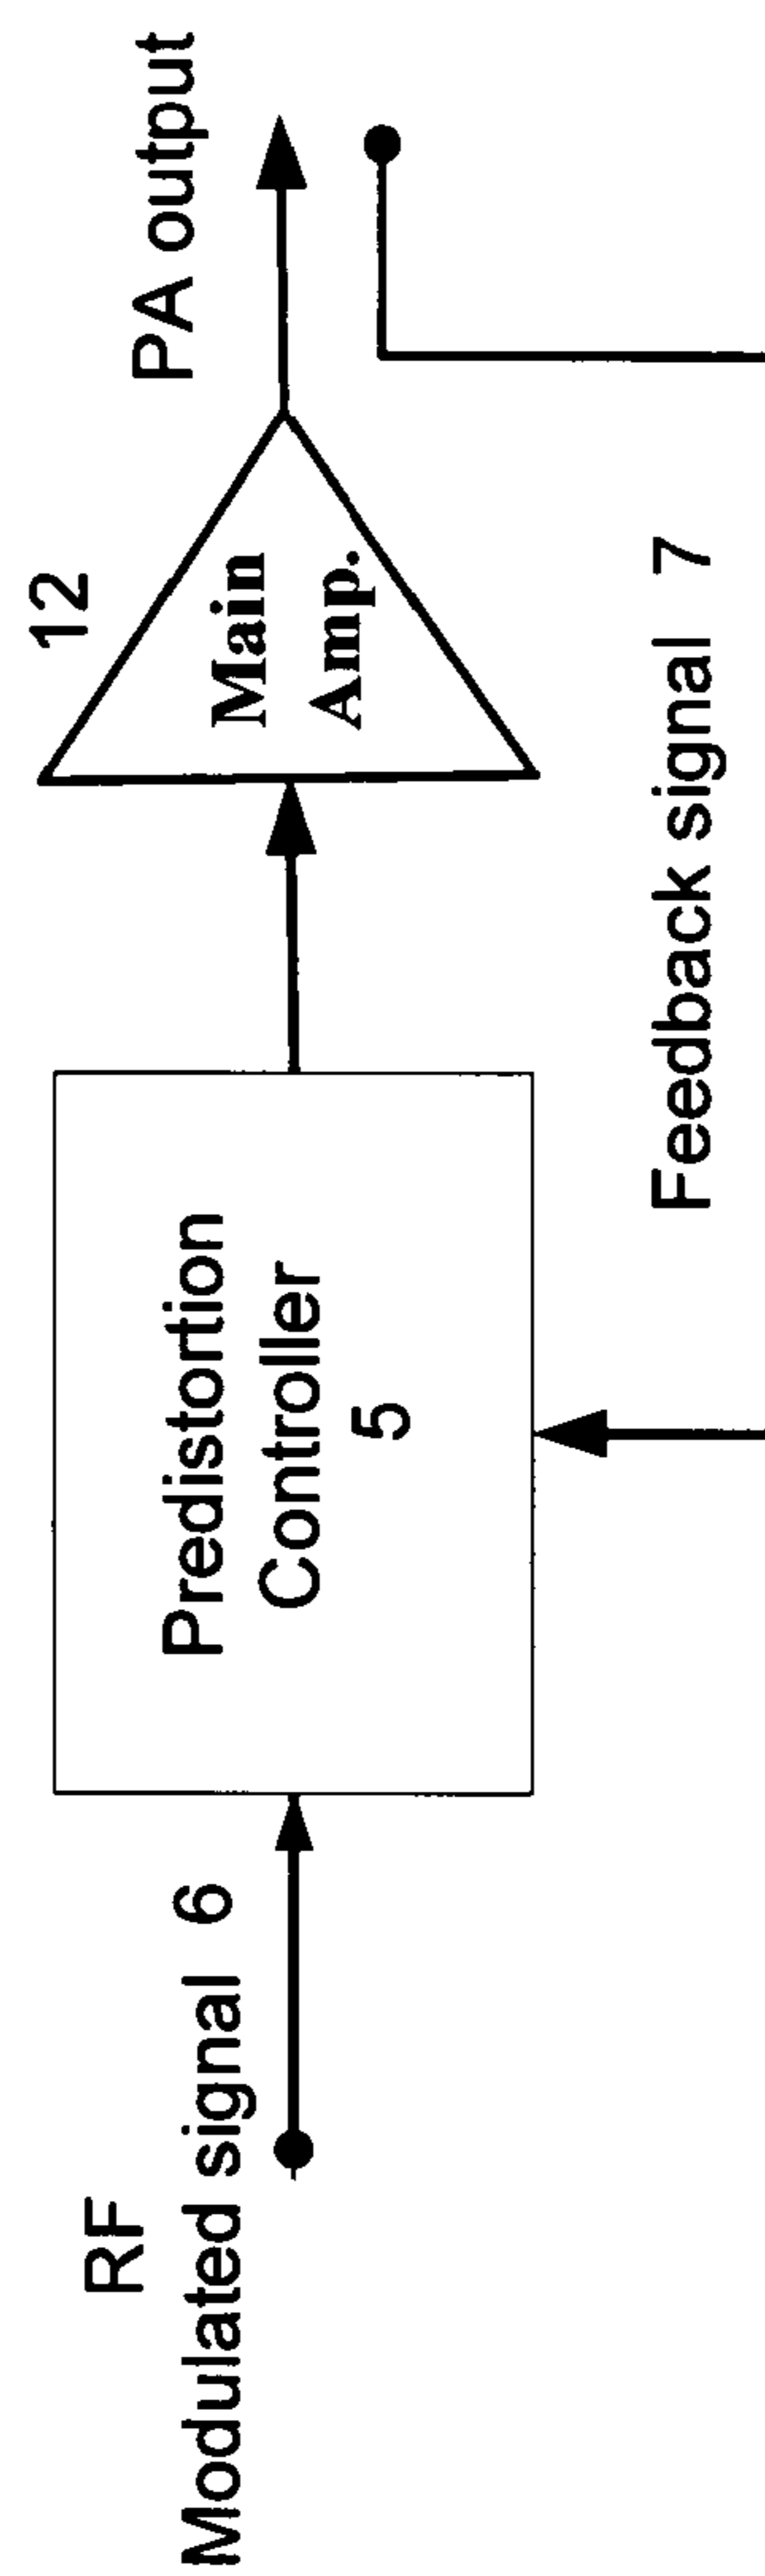 RF
Modulated signal 6
Predistortion
Controller
5
12
Main
Amp.
PA output
Feedback signal 7